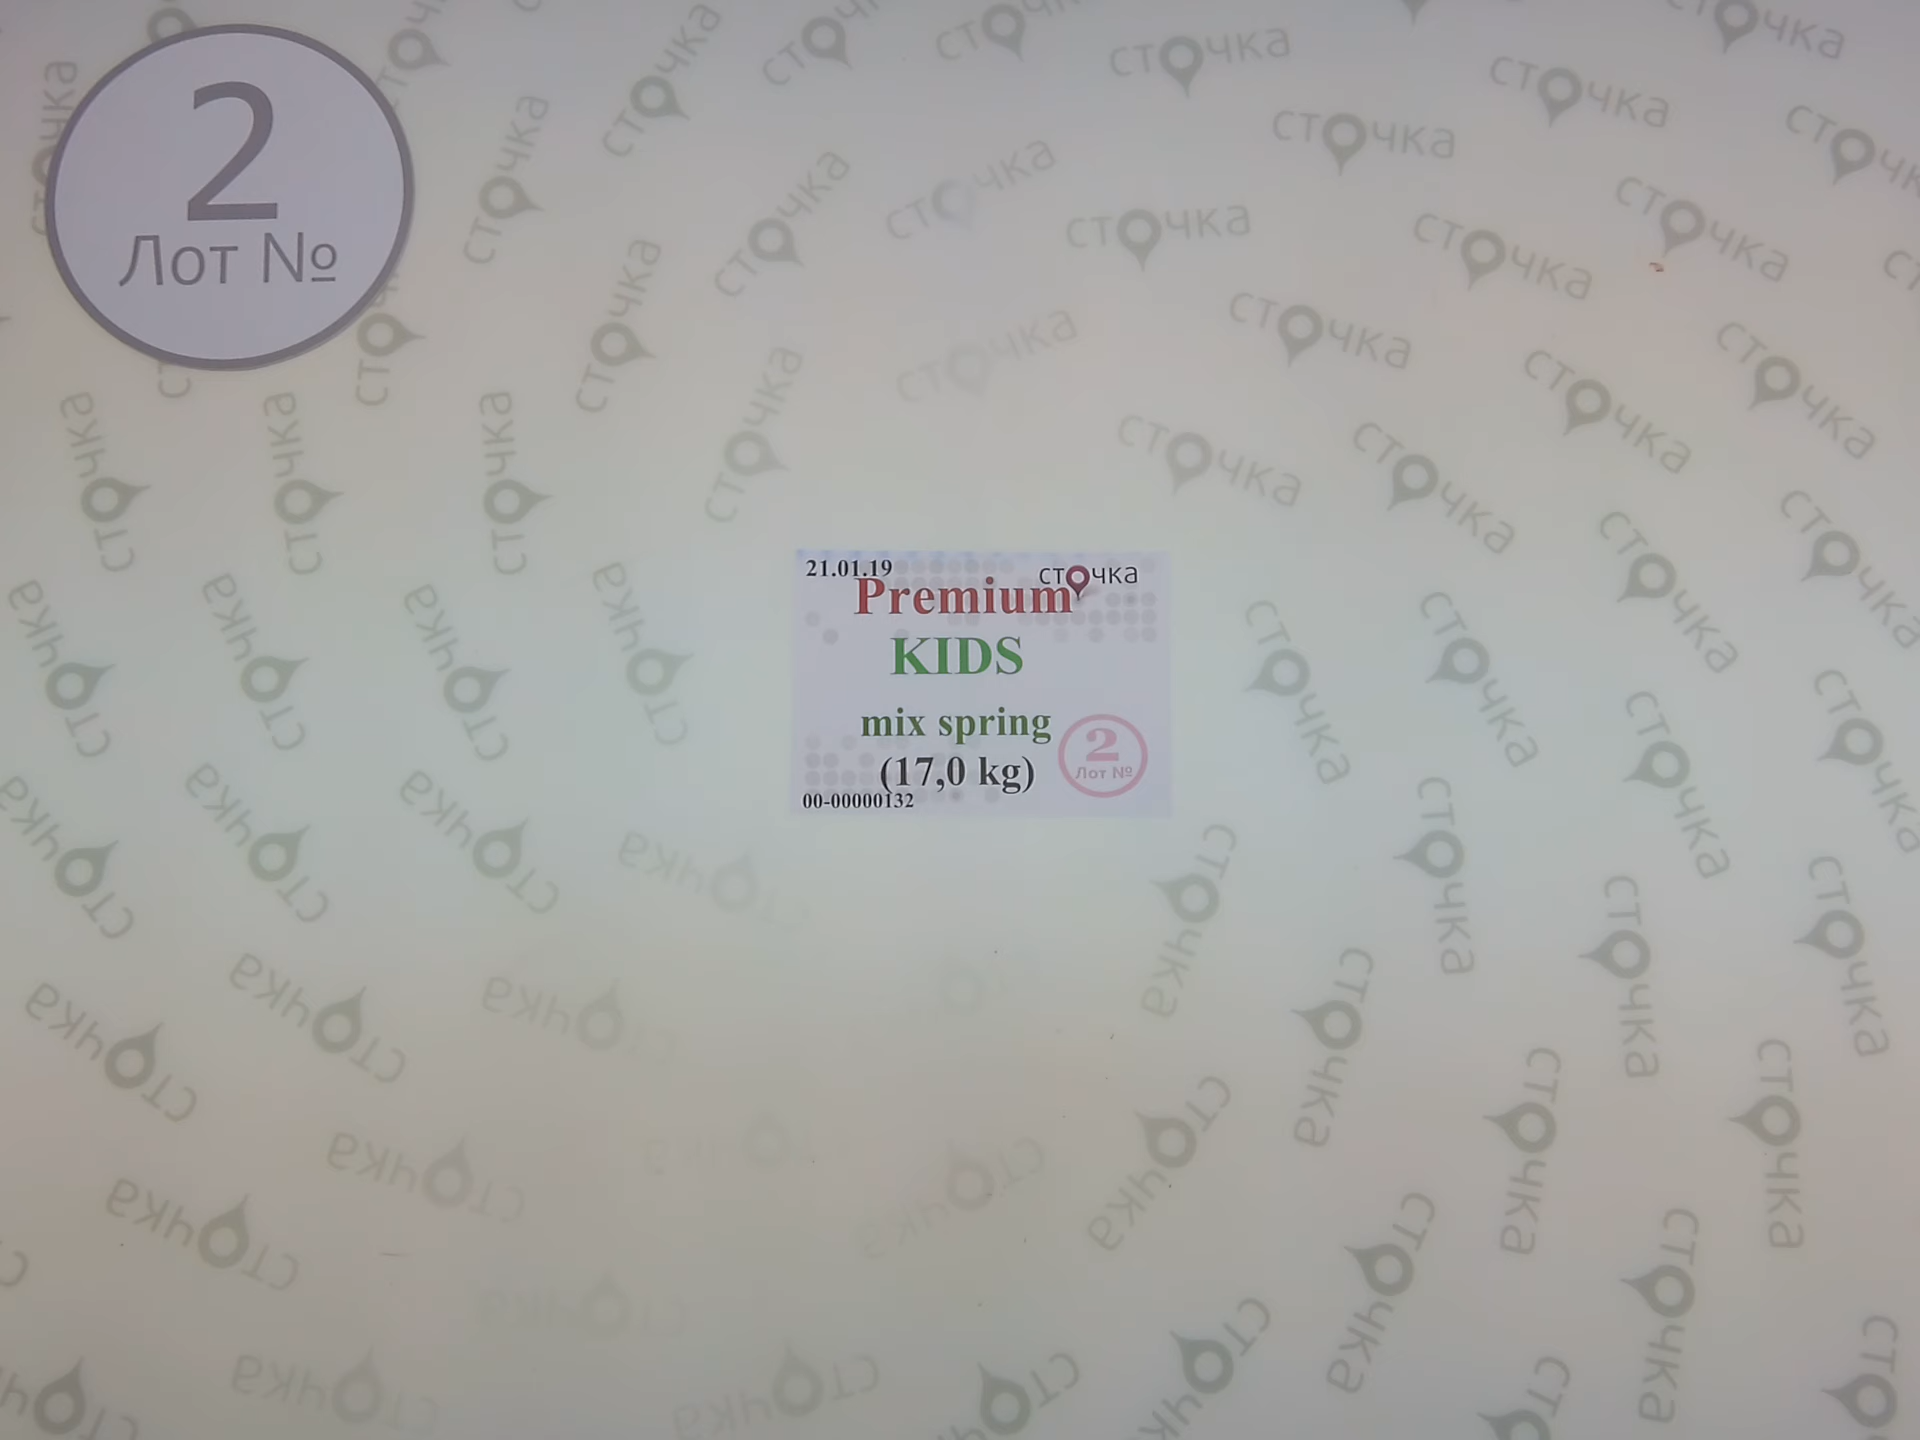 2
Лот №
21.01.19
сточка
Premium
KIDS
mix spring
(17,0 kg)
2
Лот №
00-00000132